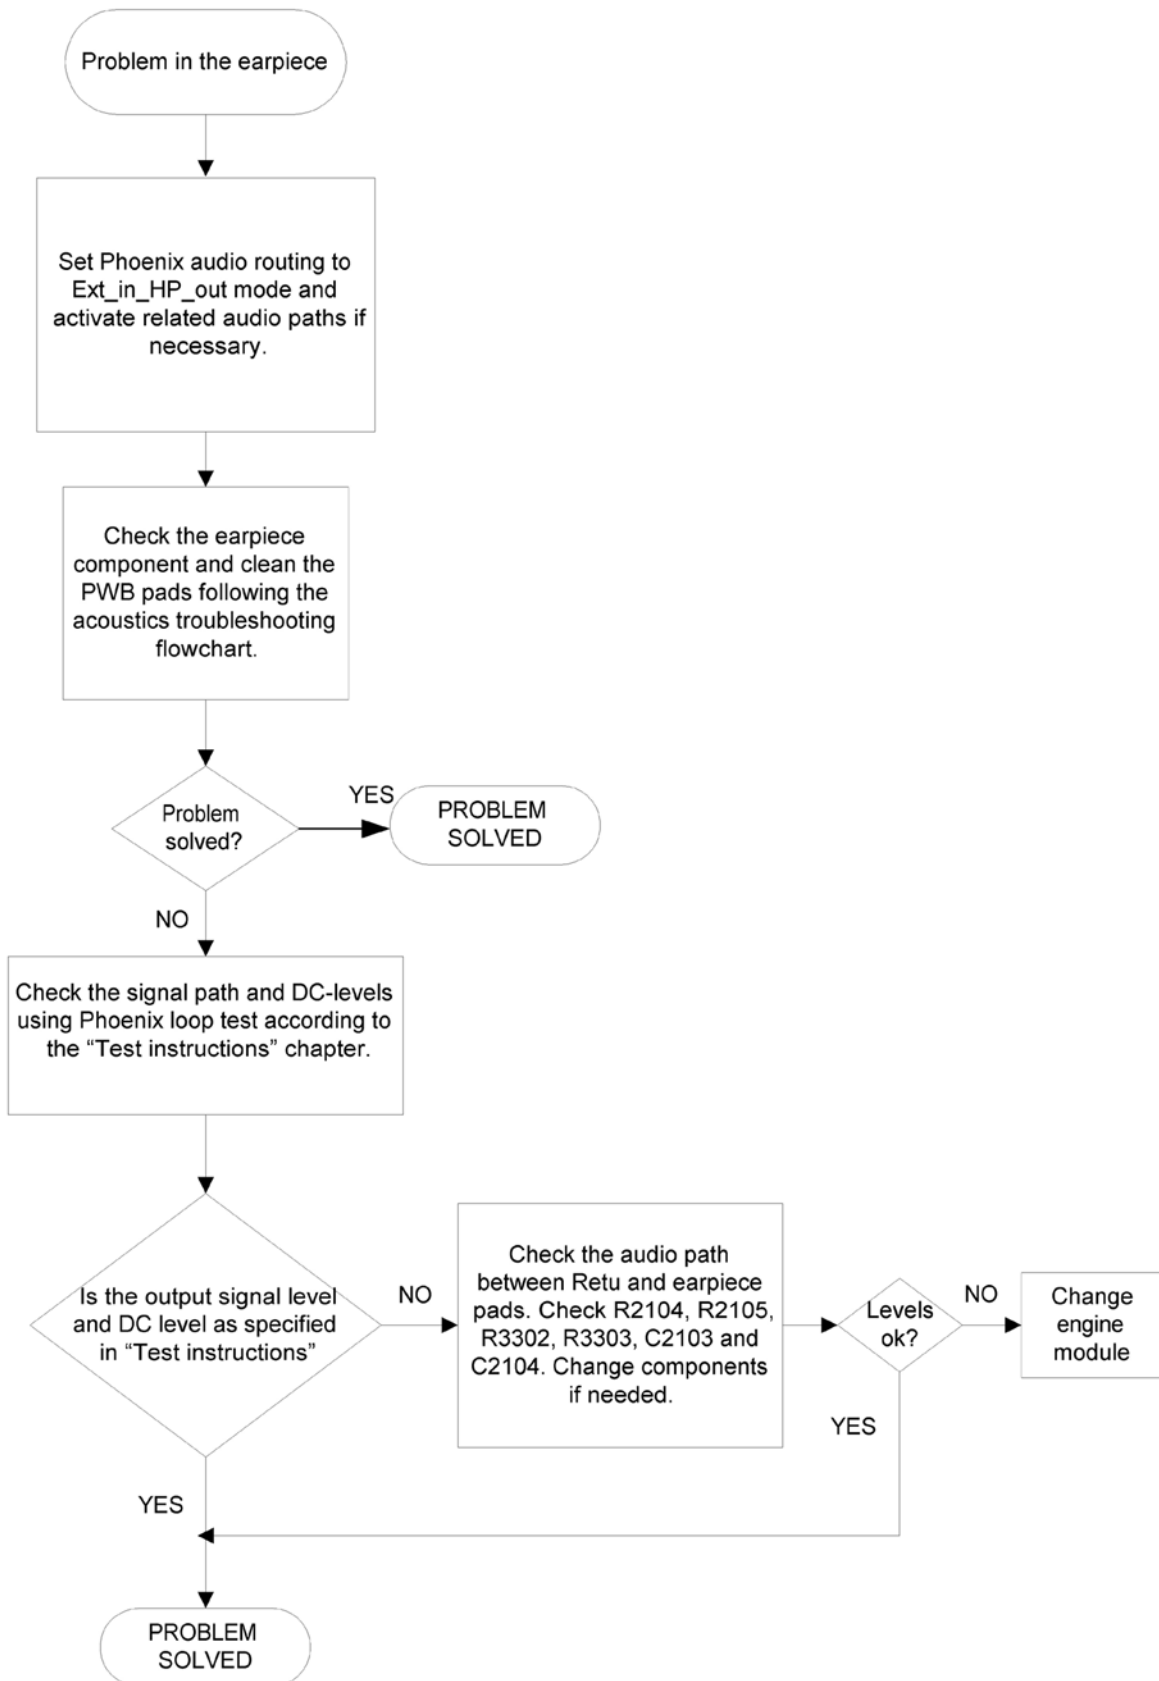 Problem in the earpiece
Set Phoenix audio routing to
Ext_in_HP_out mode and
activate related audio paths if
necessary.
Check the earpiece
component and clean the
PWB pads following the
acoustics troubleshooting
flowchart.
Problem
solved?
YES
PROBLEM
SOLVED
NO
Check the signal path and DC-levels
using Phoenix loop test according to
the “Test instructions” chapter.
Is the output signal level
and DC level as specified
in “Test instructions”
NO
Check the audio path
between Retu and earpiece
pads. Check R2104, R2105,
R3302, R3303, C2103 and
C2104. Change components
if needed.
Levels
ok?
NO
Change
engine
module
YES
YES
PROBLEM
SOLVED